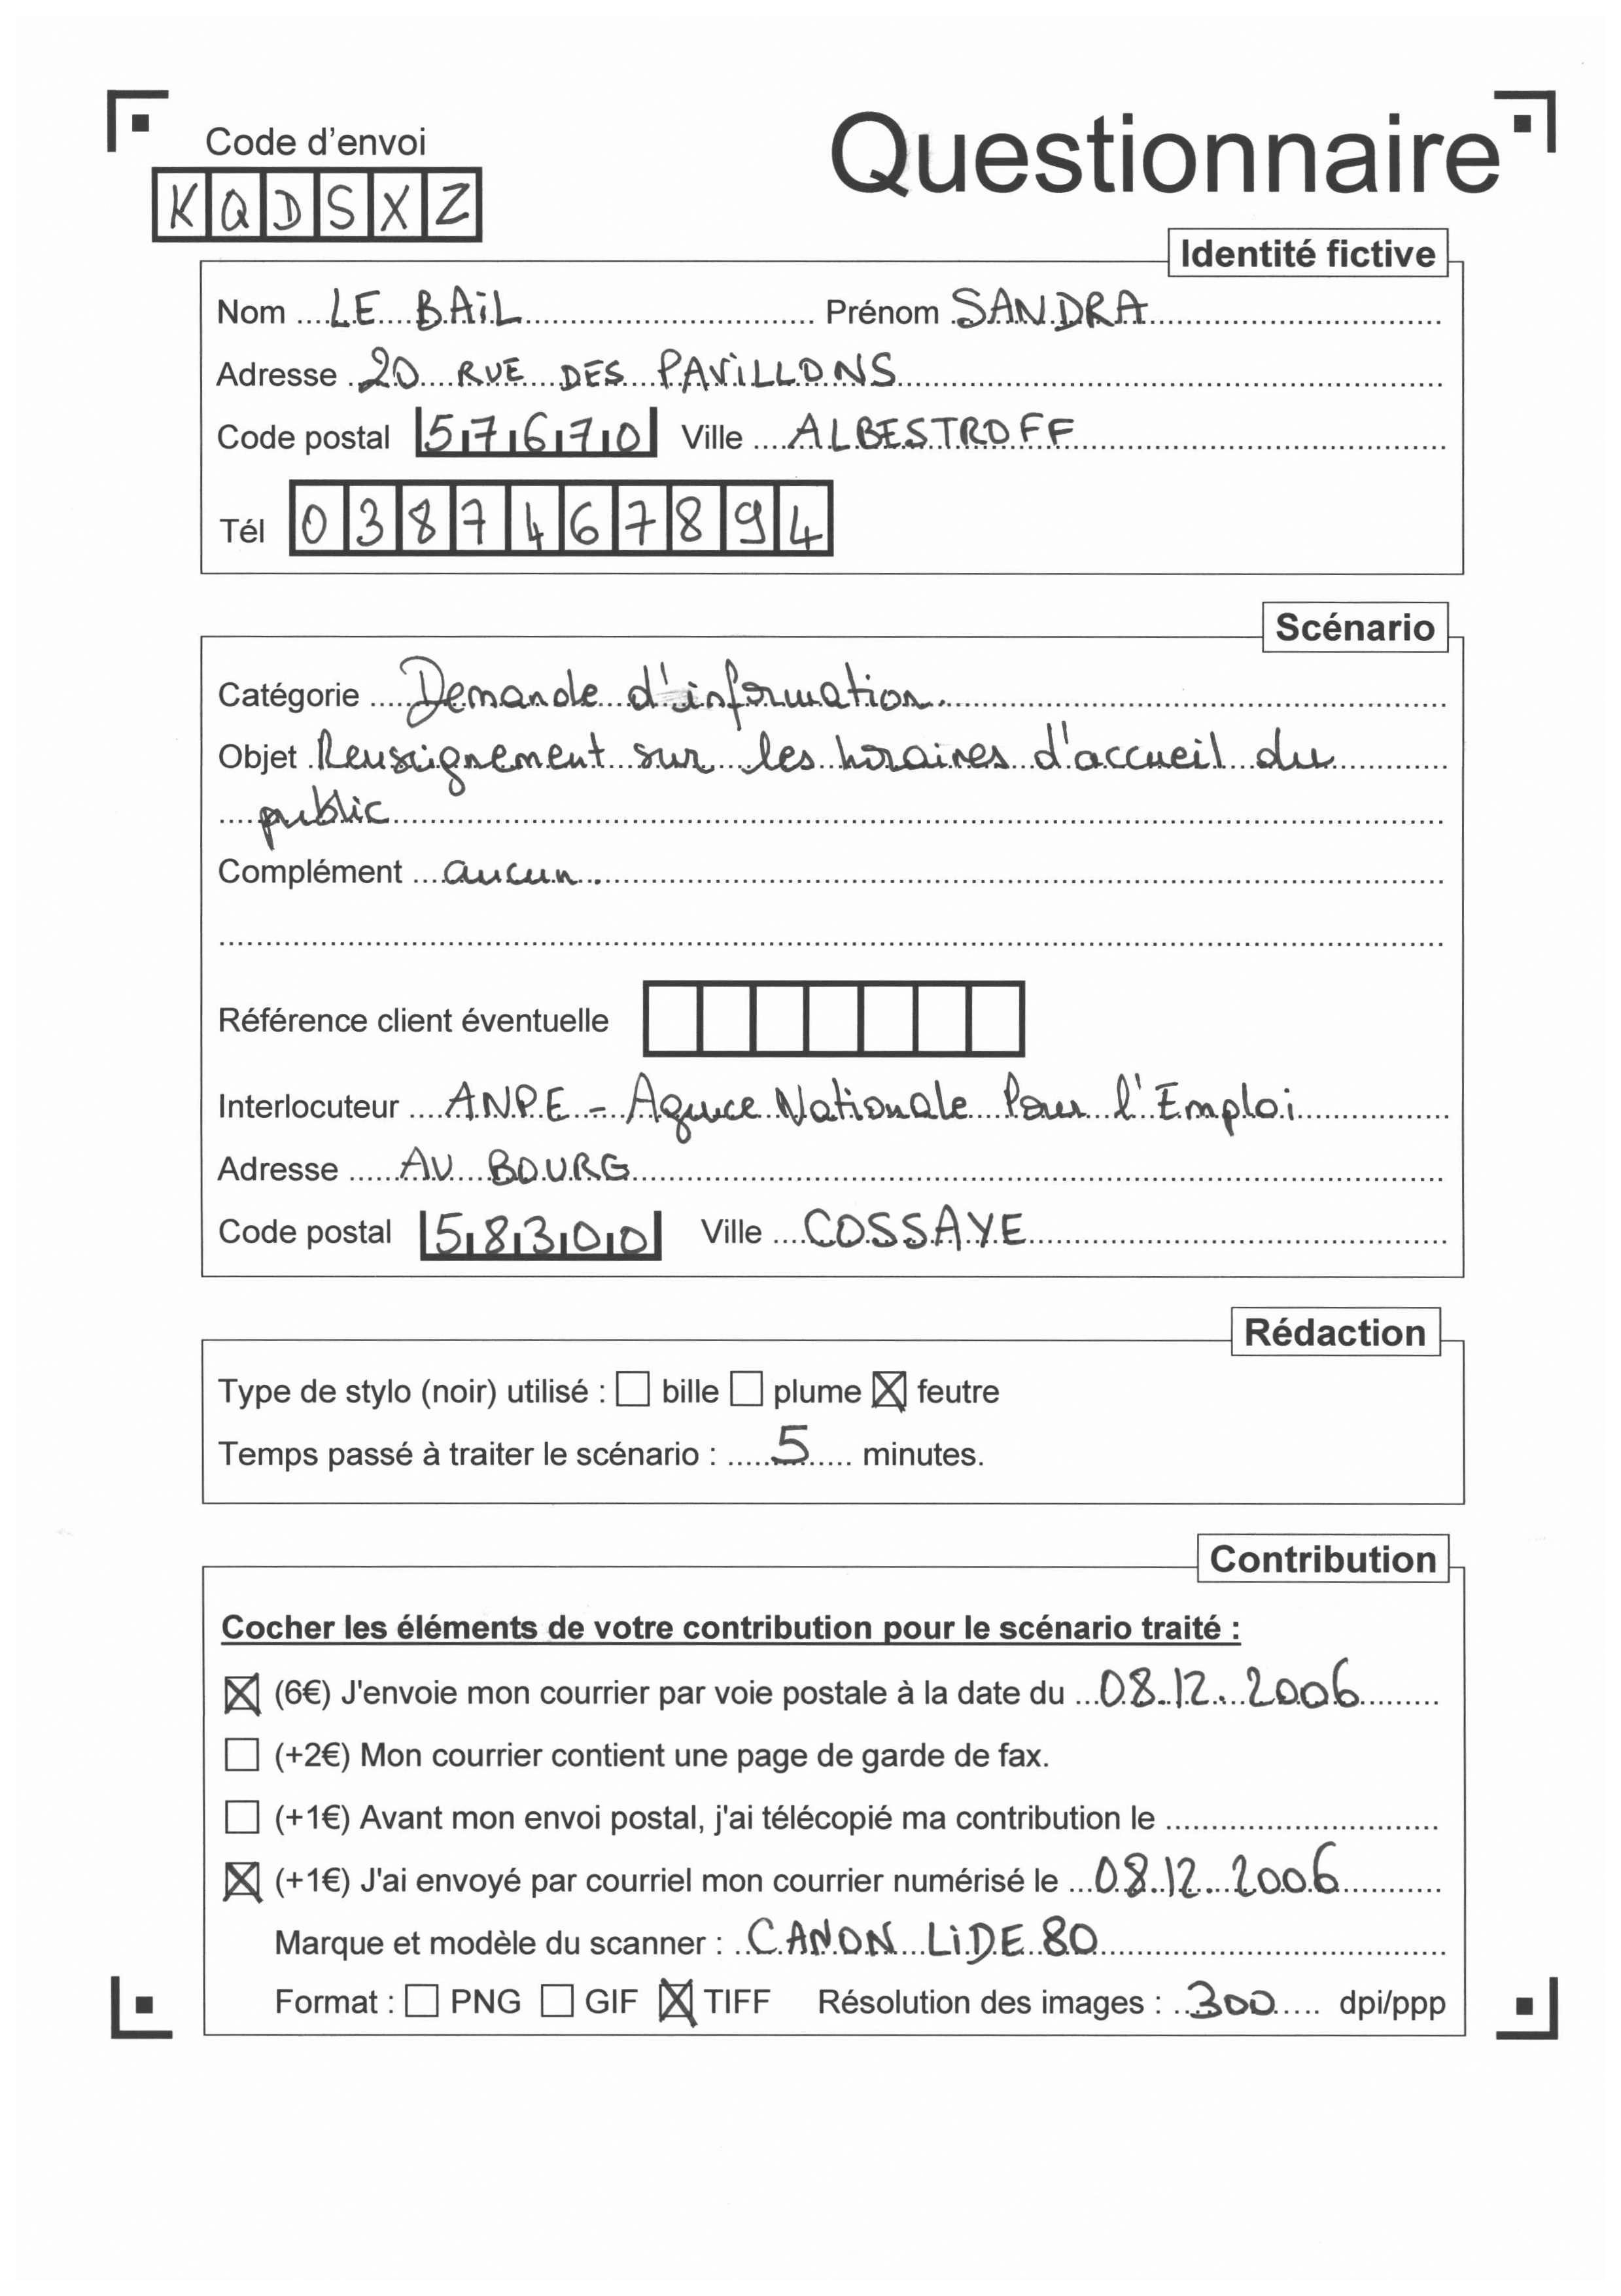 Code d'envoi
Questionnaire
KQDSXZ
Identité fictive
Nom LE BAIL Prénom SANDRA
Adresse 20 RUE DES PAVILLONS
Code postal 57670 Ville ALBESTROFF
Tél 0387467894
Scénario
Catégorie Demande d'information.
Objet Renseignement sur les horaires d'accueil du
public
Complément aucun.
Référence client éventuelle
Interlocuteur ANPE - Agence Nationale Pour l'Emploi
Adresse AU BOURG
Code postal 58300 Ville COSSAYE
Rédaction
Type de stylo (noir) utilisé : ☐ bille ☐ plume ☒ feutre
Temps passé à traiter le scénario : 5 minutes.
Contribution
Cocher les éléments de votre contribution pour le scénario traité :
☒ (6€) J'envoie mon courrier par voie postale à la date du 08.12.2006
☐ (+2€) Mon courrier contient une page de garde de fax.
☐ (+1€) Avant mon envoi postal, j'ai télécopié ma contribution le
☒ (+1€) J'ai envoyé par courriel mon courrier numérisé le 08.12.2006
Marque et modèle du scanner : CANON LIDE 80
Format : ☐ PNG ☐ GIF ☒ TIFF Résolution des images : 300 dpi/ppp